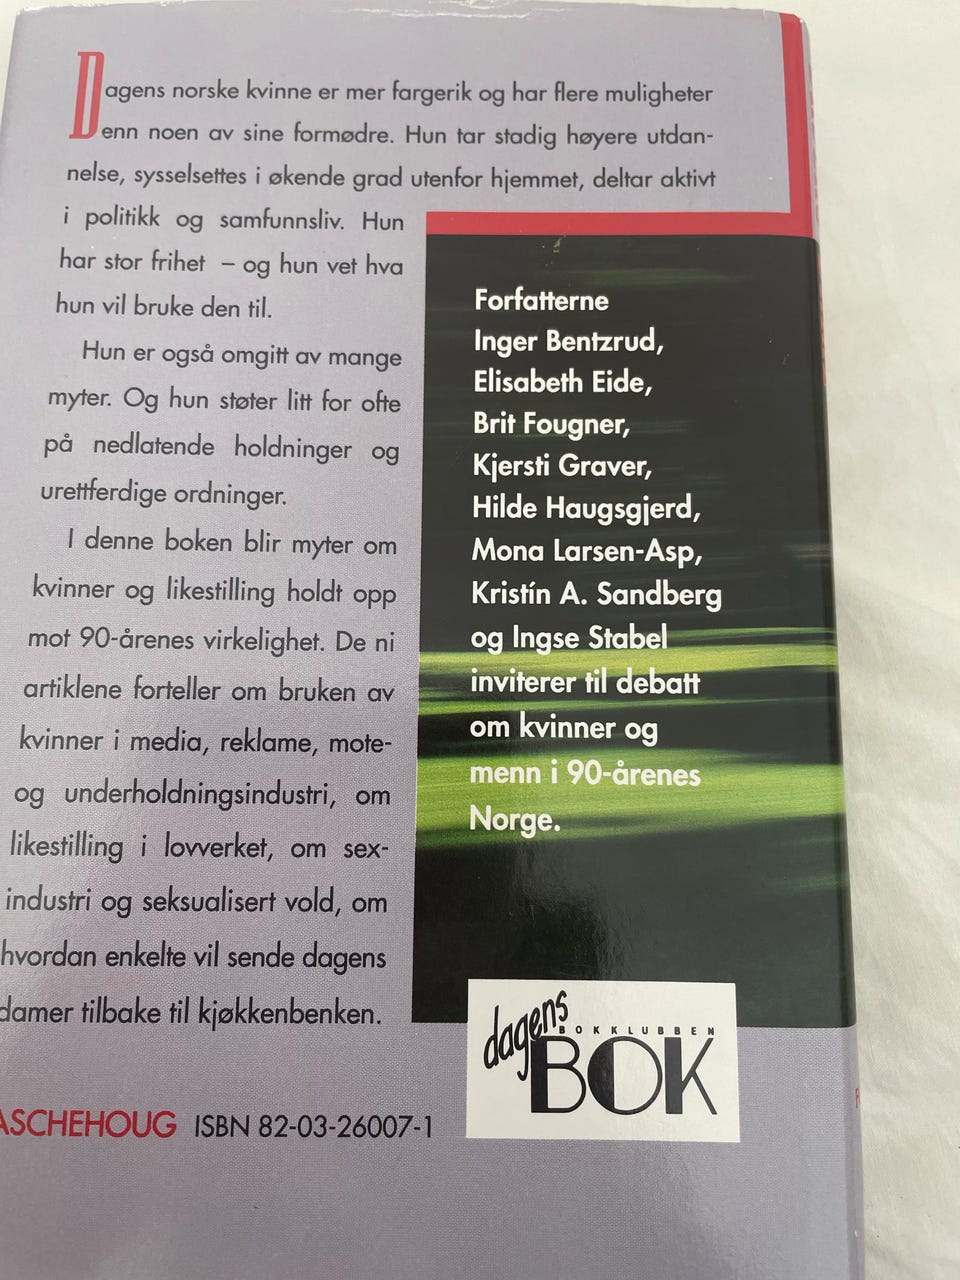 Dagens norske kvinne er mer fargerik og har flere muligheter
enn noen av sine formødre. Hun tar stadig høyere utdan-
nelse, sysselsettes i økende grad utenfor hjemmet, deltar aktivt
i politikk og samfunnsliv. Hun
har stor frihet – og hun vet hva
hun vil bruke den til.
Hun er også omgitt av mange
myter. Og hun støter litt for ofte
på nedlatende holdninger og
urettferdige ordninger.
I denne boken blir myter om
kvinner og likestilling holdt opp
mot 90-årenes virkelighet. De ni
artiklene forteller om bruken av
kvinner i media, reklame, mote-
og underholdningsindustri, om
likestilling i lovverket, om sex-
industri og seksualisert vold, om
hvordan enkelte vil sende dagens
damer tilbake til kjøkkenbenken.
Forfatterne
Inger Bentzrud,
Elisabeth Eide,
Brit Fougner,
Kjersti Graver,
Hilde Haugsgjerd,
Mona Larsen-Asp,
Kristín A. Sandberg
og Ingse Stabel
inviterer til debatt
om kvinner og
menn i 90-årenes
Norge.
dagens
BOKKLUBBEN
BOK
ASCHEHOUG ISBN 82-03-26007-1